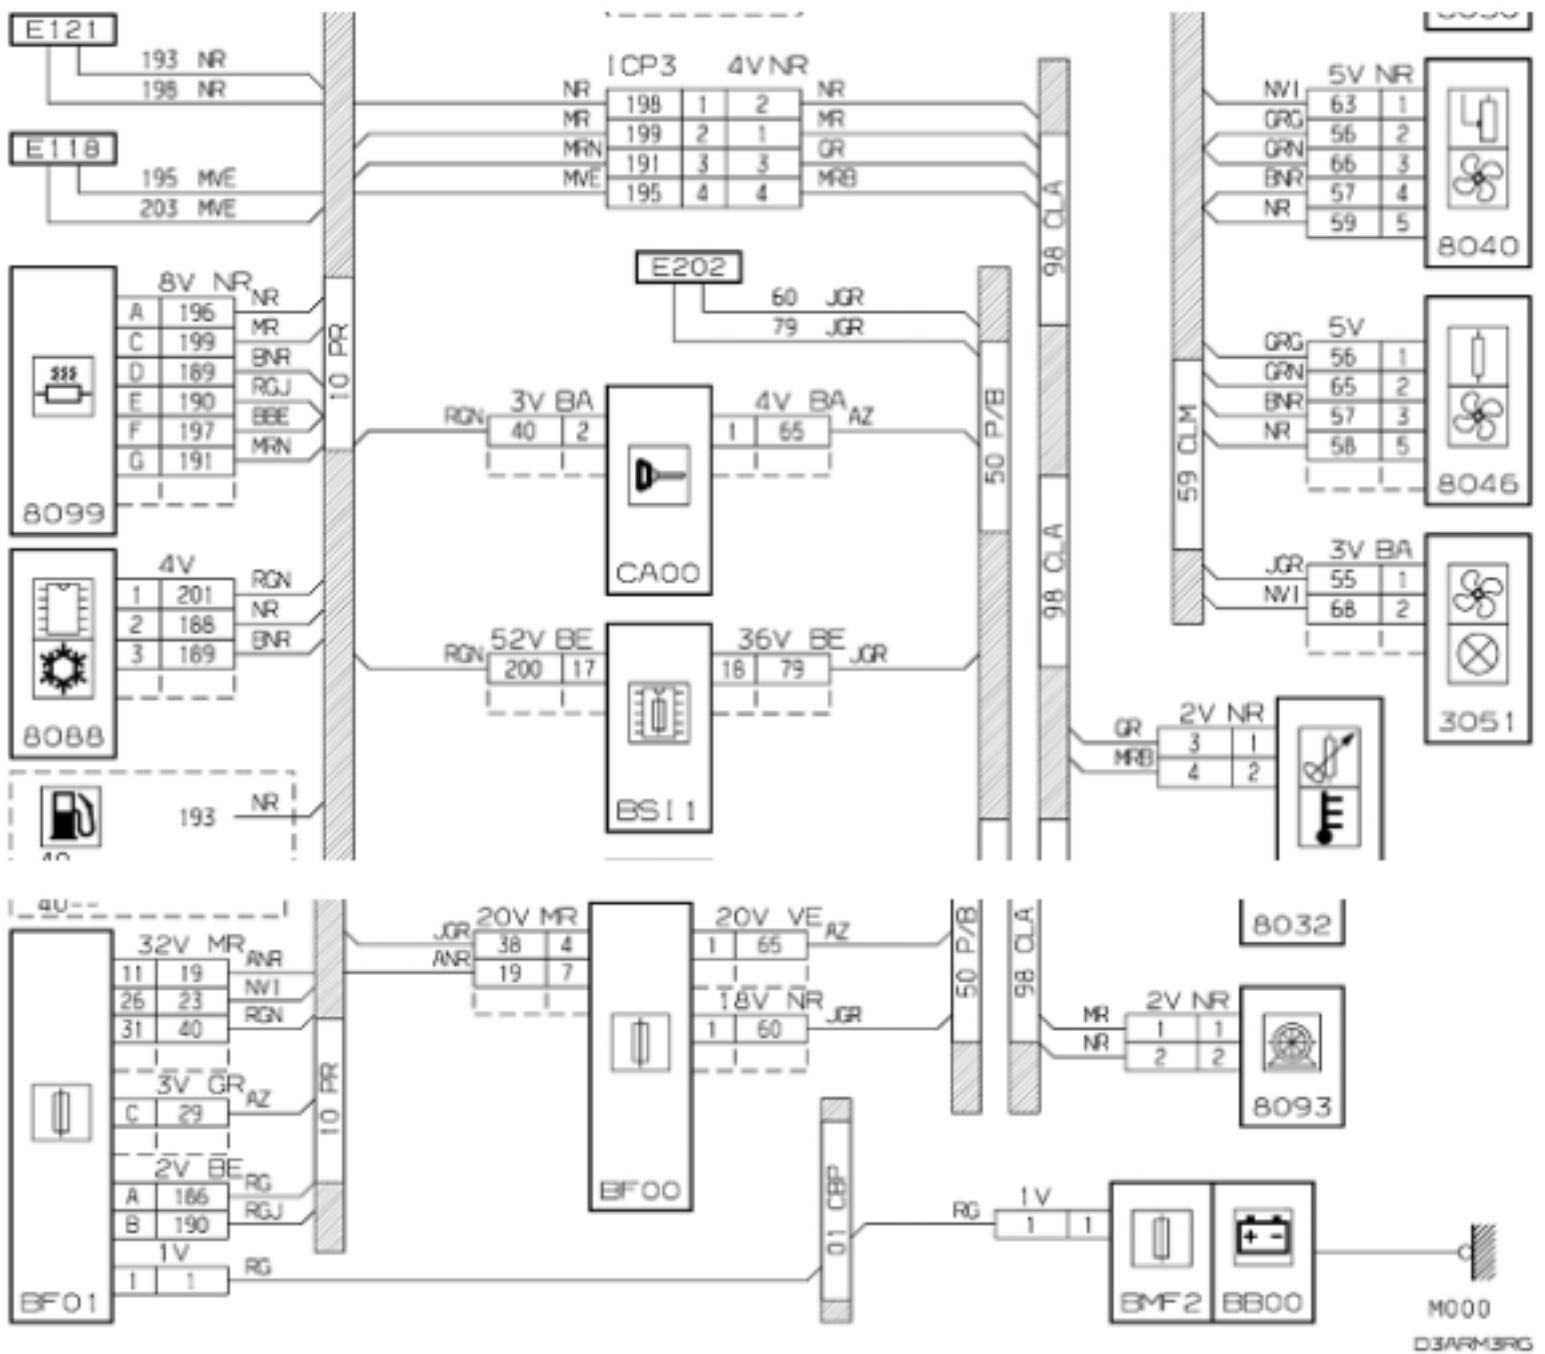 E121
193 NR
198 NR
E118
195 MVE
203 MVE
8V NR
A 196 NR
C 199 MR
D 189 BNR
E 190 RGJ
F 197 BBE
G 191 MRN
8099
4V
1 201 RGN
2 188 NR
3 189 BNR
8088
193 NR
10 PR
ICP3 4V NR
NR 198 1 2 NR
MR 199 2 1 MR
MRN 191 3 3 GR
MVE 195 4 4 MRB
E202
60 JGR
79 JGR
3V BA 4V BA
RGN 40 2 1 65 AZ
CA00
52V BE 36V BE
RGN 200 17 18 79 JGR
BSI1
50 P/B
98 CLA
98 CLA
59 CLM
5V NR
NVI 63 1
GRG 56 2
GRN 66 3
BNR 57 4
NR 59 5
8040
5V
GRG 56 1
GRN 65 2
BNR 57 3
NR 58 5
8046
3V BA
JGR 55 1
NVI 68 2
3051
2V NR
GR 3 1
MRB 4 2
40--
32V MR
11 19 ANR
26 23 NVI
31 40 RGN
3V GR
C 29 AZ
2V BE
A 186 RG
B 190 RGJ
1V
1 1 RG
BF01
10 PR
20V MR 20V VE
JGR 38 4 1 65 AZ
ANR 19 7
18V NR
1 60 JGR
BF00
50 P/B
98 CLA
8032
2V NR
MR 1 1
NR 2 2
8093
01 CBP
1V
RG 1 1
BMF2 BB00
M000
D3ARM3RG